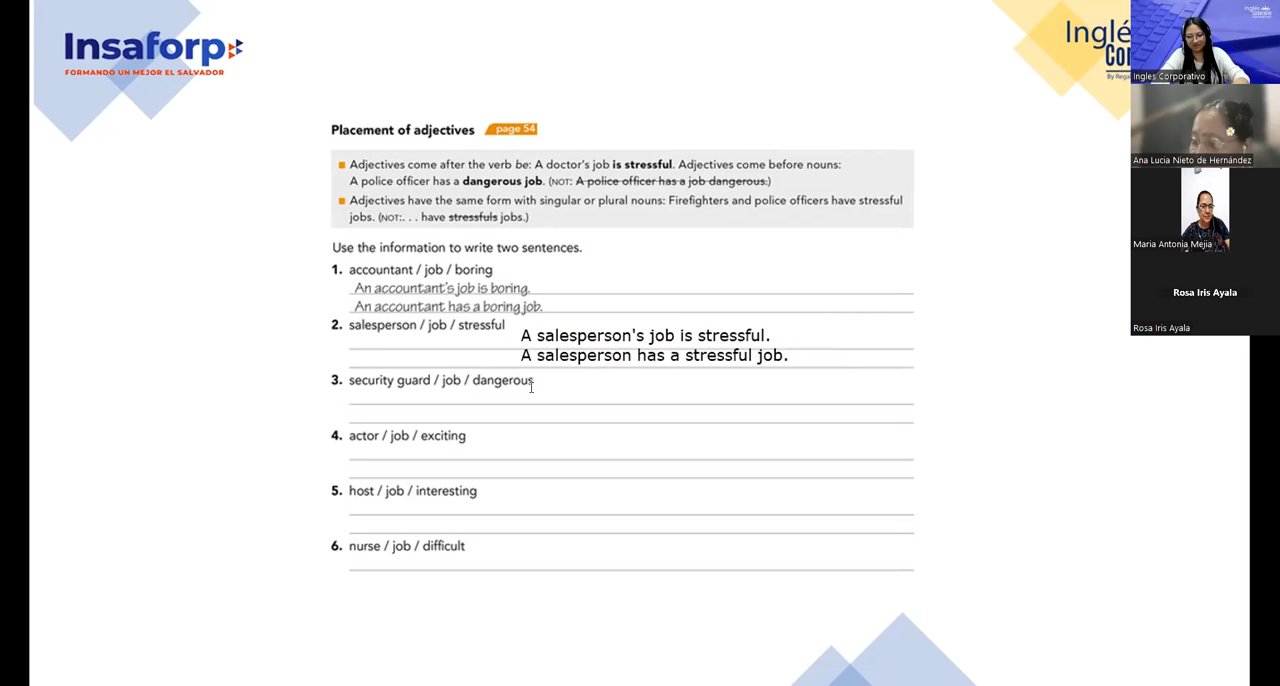 Insaforp
FORMANDO UN MEJOR EL SALVADOR
Placement of adjectives page 54
Adjectives come after the verb be: A doctor's job is stressful. Adjectives come before nouns:
A police officer has a dangerous job. (NOT: A police officer has a job dangerous.)
Adjectives have the same form with singular or plural nouns: Firefighters and police officers have stressful
jobs. (NOT:. . . have stressfuls jobs.)
Use the information to write two sentences.
1. accountant / job / boring
An accountant's job is boring.
An accountant has a boring job.
2. salesperson / job / stressful
A salesperson's job is stressful.
A salesperson has a stressful job.
3. security guard / job / dangerous
4. actor / job / exciting
5. host / job / interesting
6. nurse / job / difficult
Ingles Corporativo
Ana Lucia Nieto de Hernández
Maria Antonia Mejia
Rosa Iris Ayala
Rosa Iris Ayala